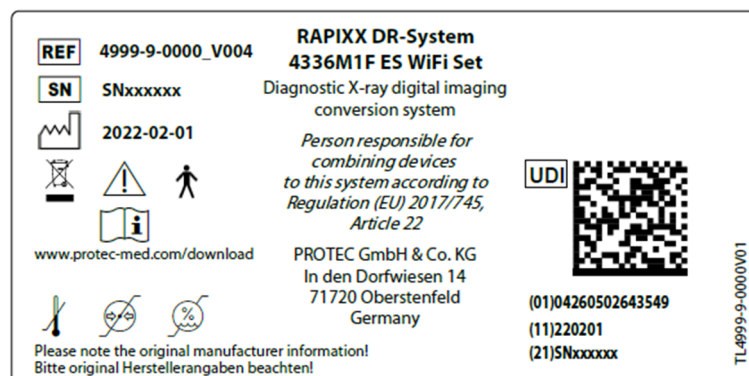 REF 4999-9-0000_V004
SN SNxxxxxx
2022-02-01
www.protec-med.com/download
Please note the original manufacturer information!
Bitte original Herstellerangaben beachten!
RAPIXX DR-System
4336M1F ES WiFi Set
Diagnostic X-ray digital imaging
conversion system
Person responsible for
combining devices
to this system according to
Regulation (EU) 2017/745,
Article 22
PROTEC GmbH & Co. KG
In den Dorfwiesen 14
71720 Oberstenfeld
Germany
UDI
(01)04260502643549
(11)220201
(21)SNxxxxxx
TL4999-9-0000V01